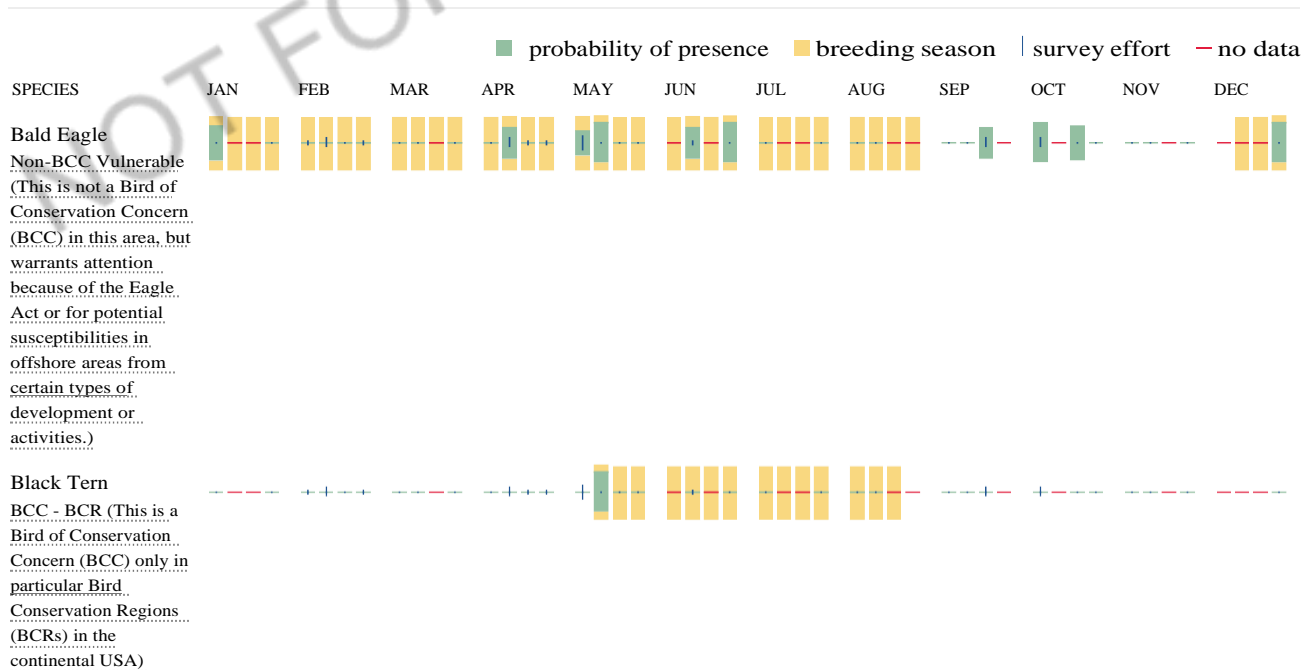 NOT FOR
probability of presence breeding season survey effort no data
SPECIES JAN FEB MAR APR MAY JUN JUL AUG SEP OCT NOV DEC
Bald Eagle
Non-BCC Vulnerable
(This is not a Bird of
Conservation Concern
(BCC) in this area, but
warrants attention
because of the Eagle
Act or for potential
susceptibilities in
offshore areas from
certain types of
development or
activities.)
Black Tern
BCC - BCR (This is a
Bird of Conservation
Concern (BCC) only in
particular Bird
Conservation Regions
(BCRs) in the
continental USA)